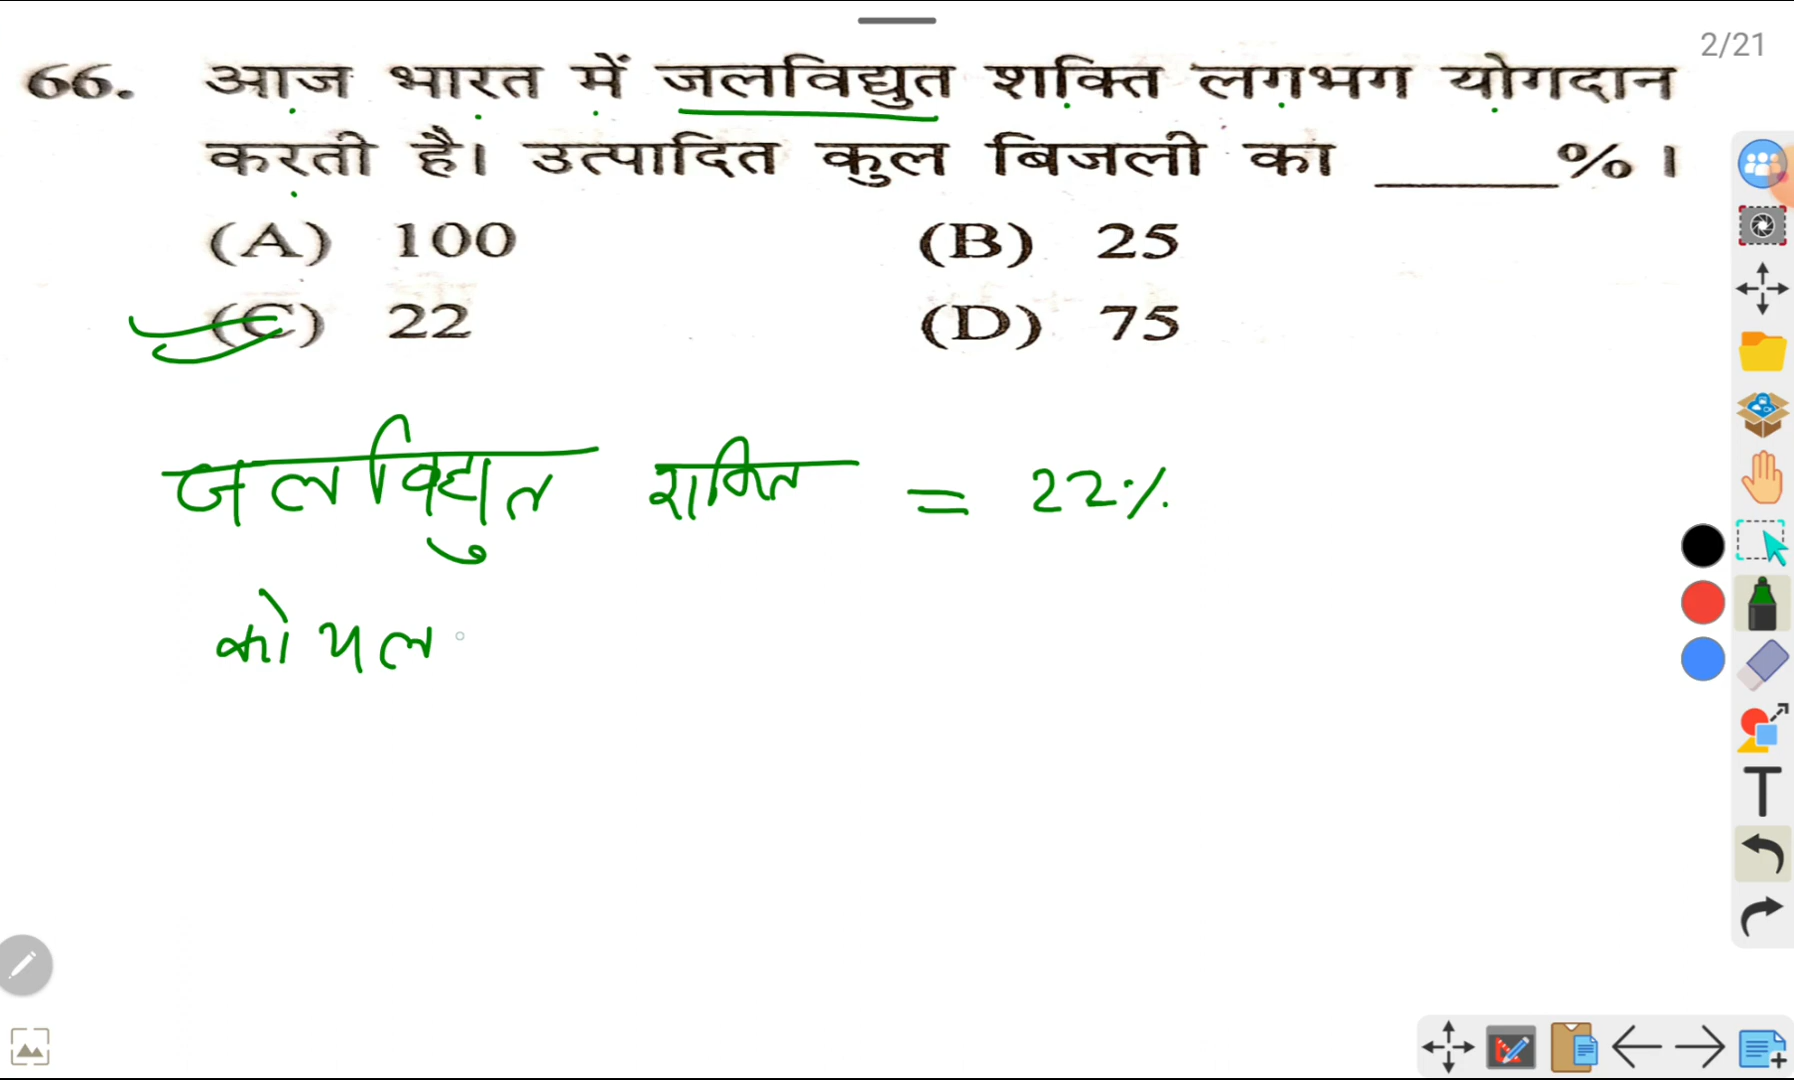 2/21
66. आज भारत में जलविद्युत शक्ति लगभग योगदान
करती है। उत्पादित कुल बिजली का ______% ।
(A) 100 (B) 25
(C) 22 (D) 75
जलविद्युत शक्ति = 22%
कोयल
T